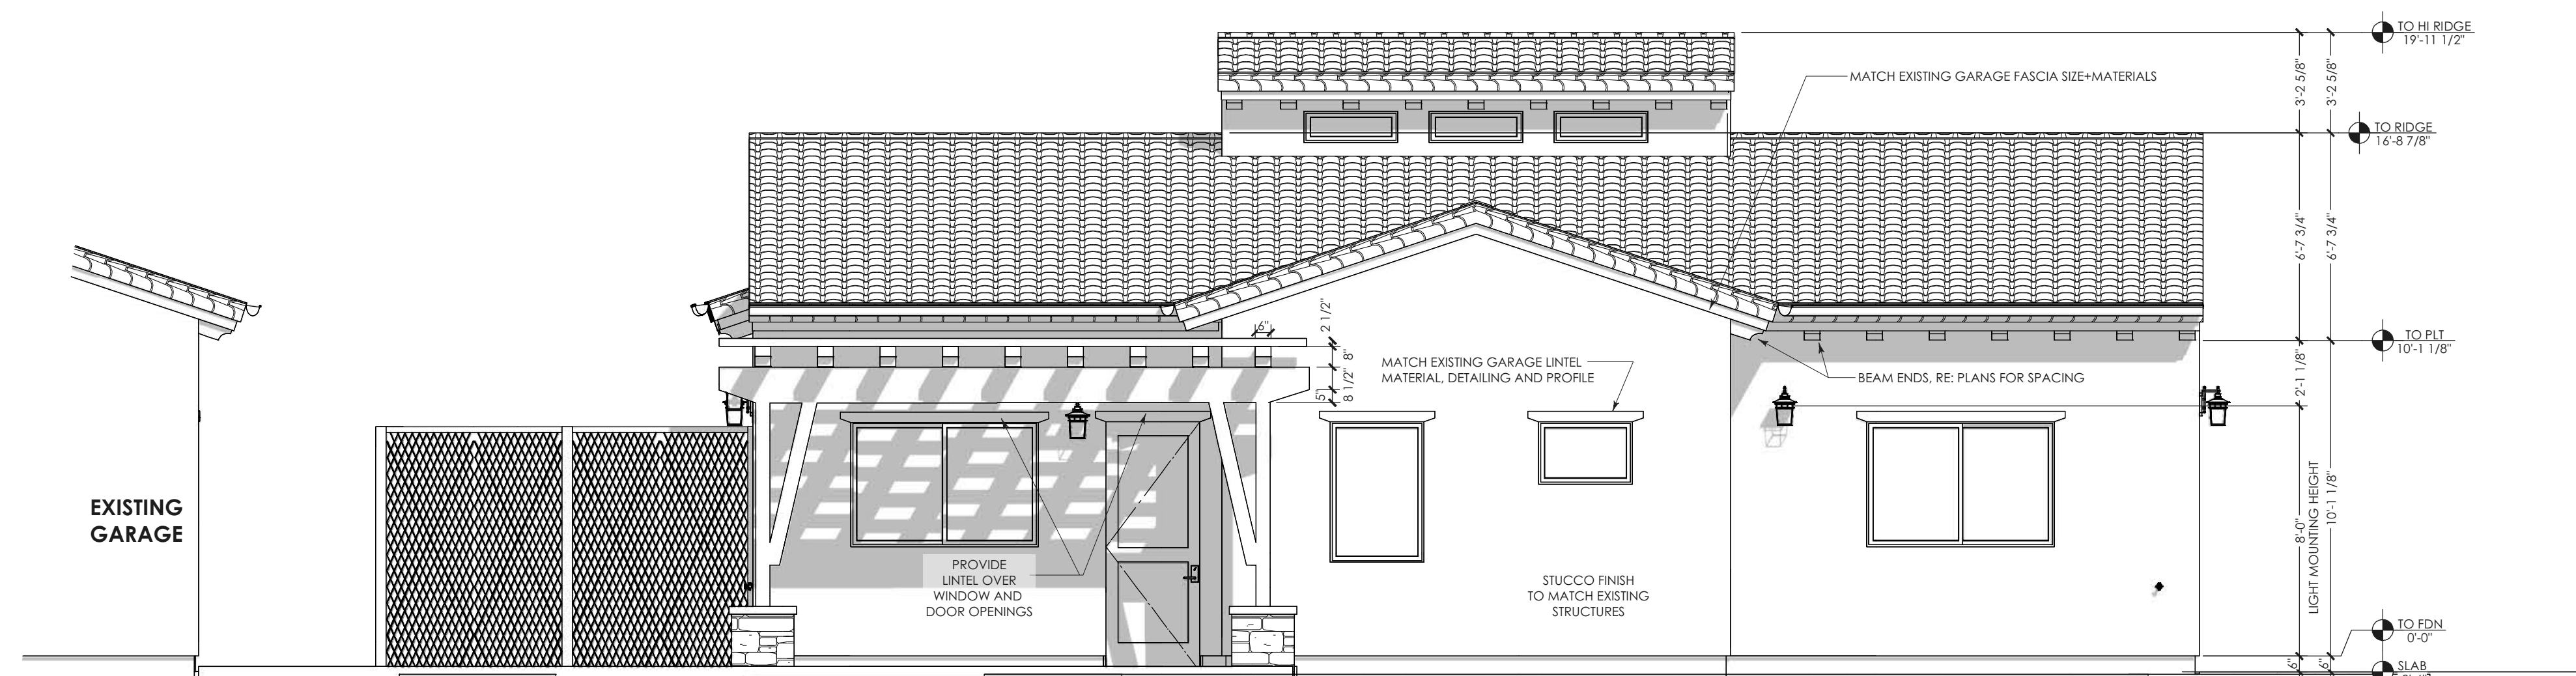 TO HI RIDGE
19'-11 1/2"
MATCH EXISTING GARAGE FASCIA SIZE+MATERIALS
3'-2 5/8"
3'-2 5/8"
TO RIDGE
16'-8 7/8"
6'-7 3/4"
6'-7 3/4"
2 1/2"
6"
8"
8 1/2"
5"
TO PLT
10'-1 1/8"
MATCH EXISTING GARAGE LINTEL
MATERIAL, DETAILING AND PROFILE
BEAM ENDS, RE: PLANS FOR SPACING
2'-1 1/8"
EXISTING
GARAGE
PROVIDE
LINTEL OVER
WINDOW AND
DOOR OPENINGS
STUCCO FINISH
TO MATCH EXISTING
STRUCTURES
8'-0"
LIGHT MOUNTING HEIGHT
10'-1 1/8"
TO FDN
0'-0"
6"
6"
SLAB